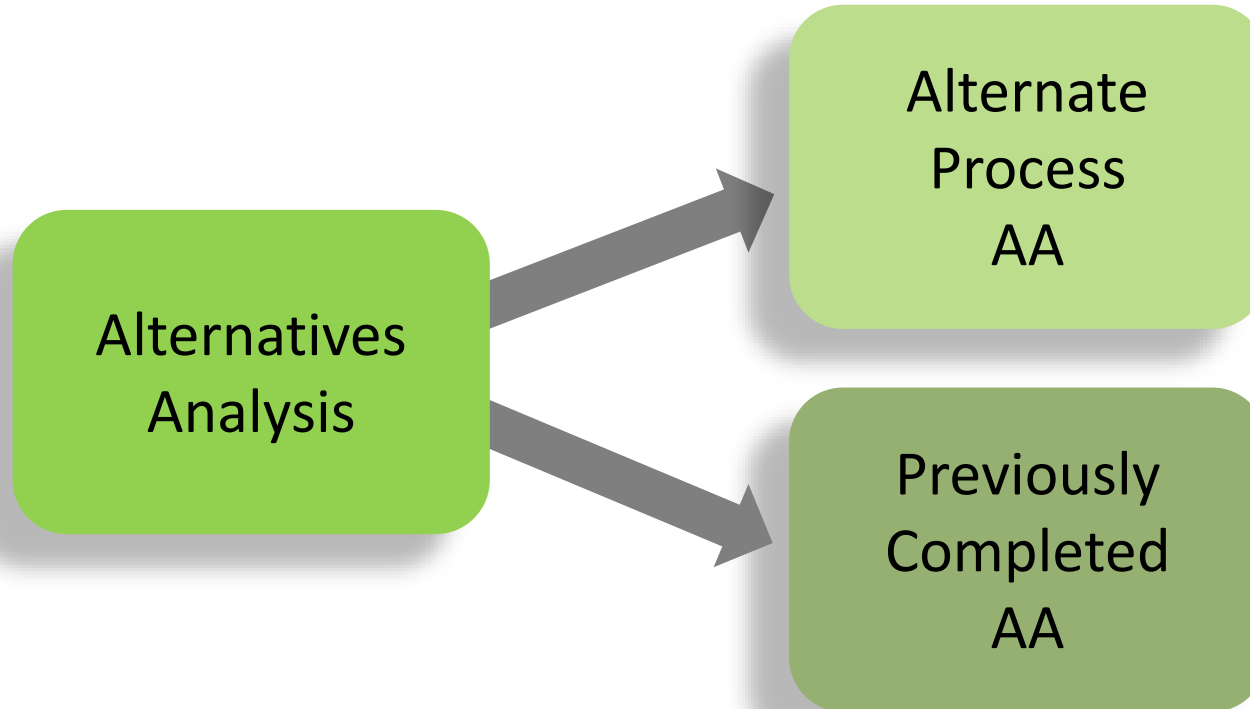 Alternatives
Analysis
Alternate
Process
AA
Previously
Completed
AA